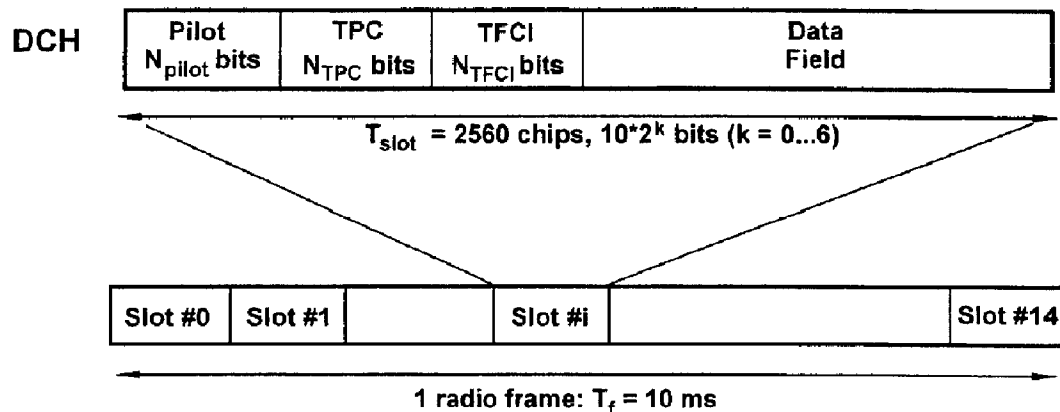 DCH
Pilot TPC TFCI Data
N_pilot bits N_TPC bits N_TFCI bits Field
T_slot = 2560 chips, 10*2^k bits (k = 0...6)
Slot #0 Slot #1 Slot #i Slot #14
1 radio frame: T_f = 10 ms